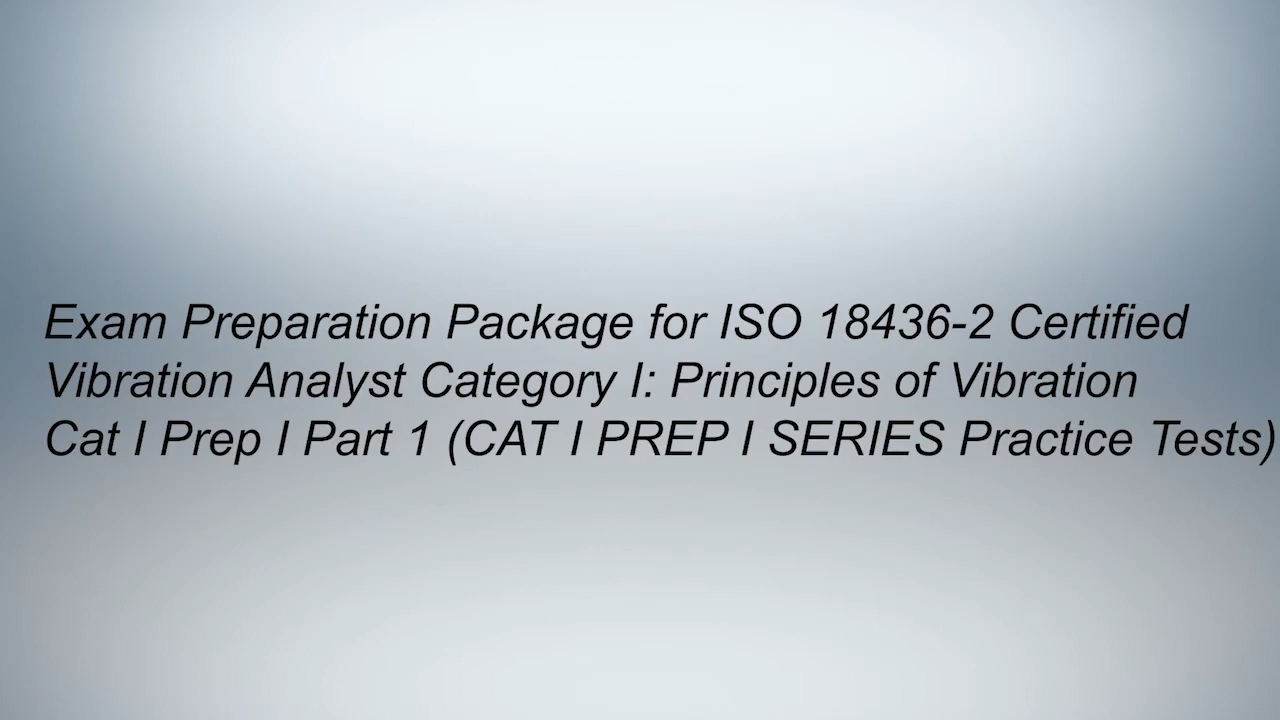 Exam Preparation Package for ISO 18436-2 Certified
Vibration Analyst Category I: Principles of Vibration
Cat I Prep I Part 1 (CAT I PREP I SERIES Practice Tests)